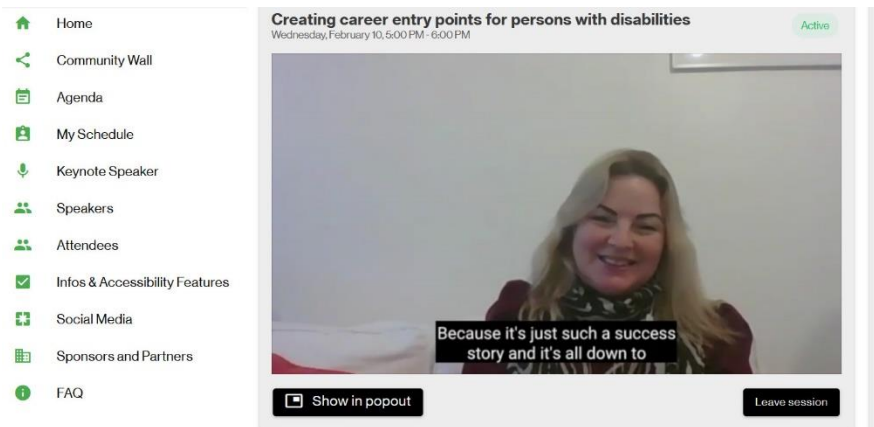 Home
Community Wall
Agenda
My Schedule
Keynote Speaker
Speakers
Attendees
Infos & Accessibility Features
Social Media
Sponsors and Partners
FAQ
Creating career entry points for persons with disabilities
Wednesday, February 10, 5:00 PM - 6:00 PM
Active
Because it's just such a success
story and it's all down to
Show in popout
Leave session